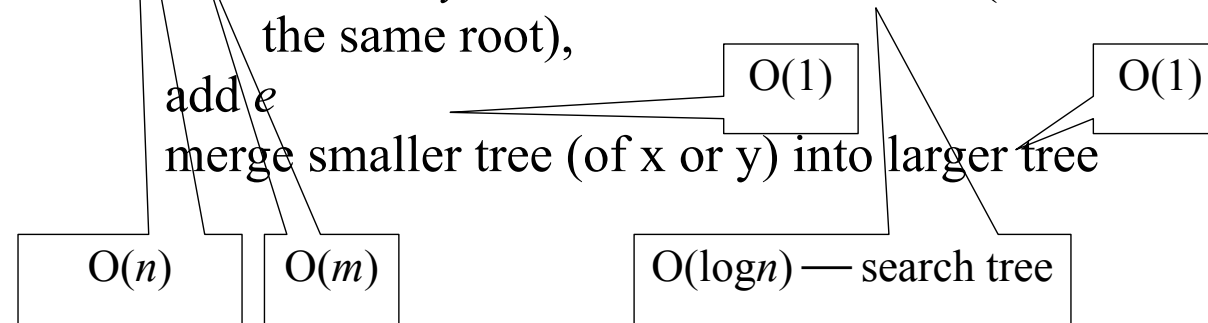 the same root),
O(1)
O(1)
add e
merge smaller tree (of x or y) into larger tree
O(n)
O(m)
O(logn) — search tree